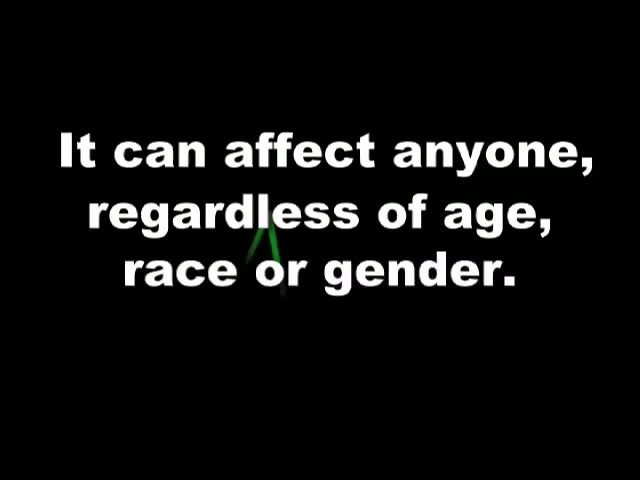 It can affect anyone,
regardless of age,
race or gender.